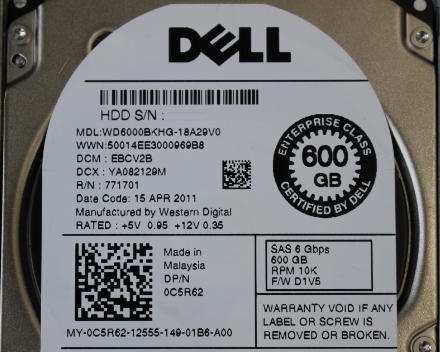 DELL
HDD S/N :
MDL:WD6000BKHG-18A29V0
WWN:50014EE3000969B8
DCM : EBCV2B
DCX : YA082129M
R/N : 771701
Date Code: 15 APR 2011
Manufactured by Western Digital
RATED : +5V 0.95 +12V 0.35
ENTERPRISE CLASS
600
GB
CERTIFIED BY DELL
Made in
Malaysia
DP/N
0C5R62
SAS 6 Gbps
600 GB
RPM 10K
F/W D1V5
WARRANTY VOID IF ANY
LABEL OR SCREW IS
REMOVED OR BROKEN.
MY-0C5R62-12555-149-01B6-A00